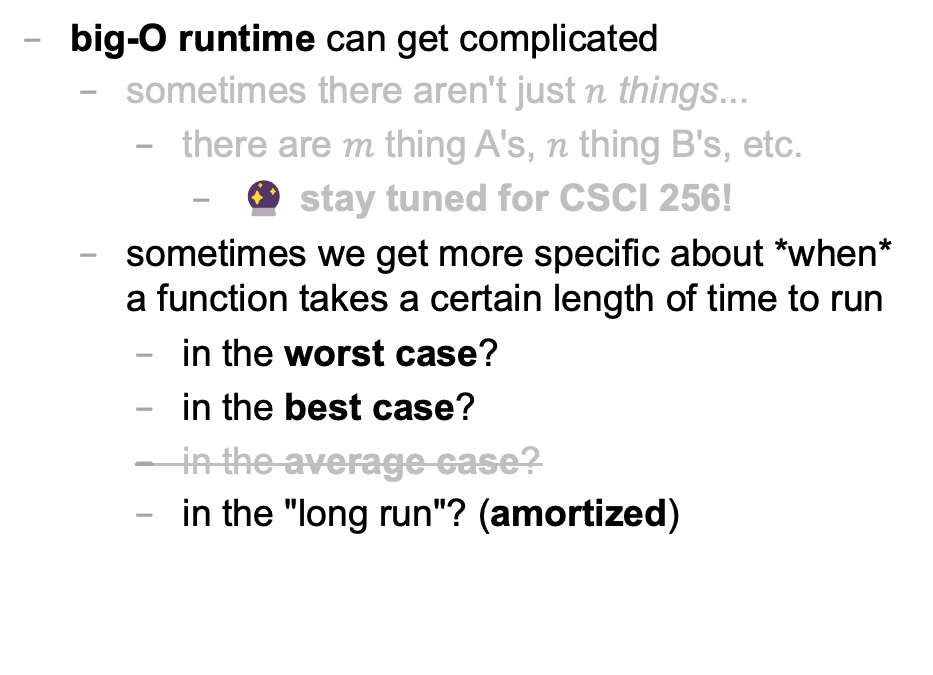 – big-O runtime can get complicated
– sometimes there aren't just n things...
– there are m thing A's, n thing B's, etc.
– 🔮 stay tuned for CSCI 256!
– sometimes we get more specific about *when*
a function takes a certain length of time to run
– in the worst case?
– in the best case?
– in the average case?
– in the "long run"? (amortized)